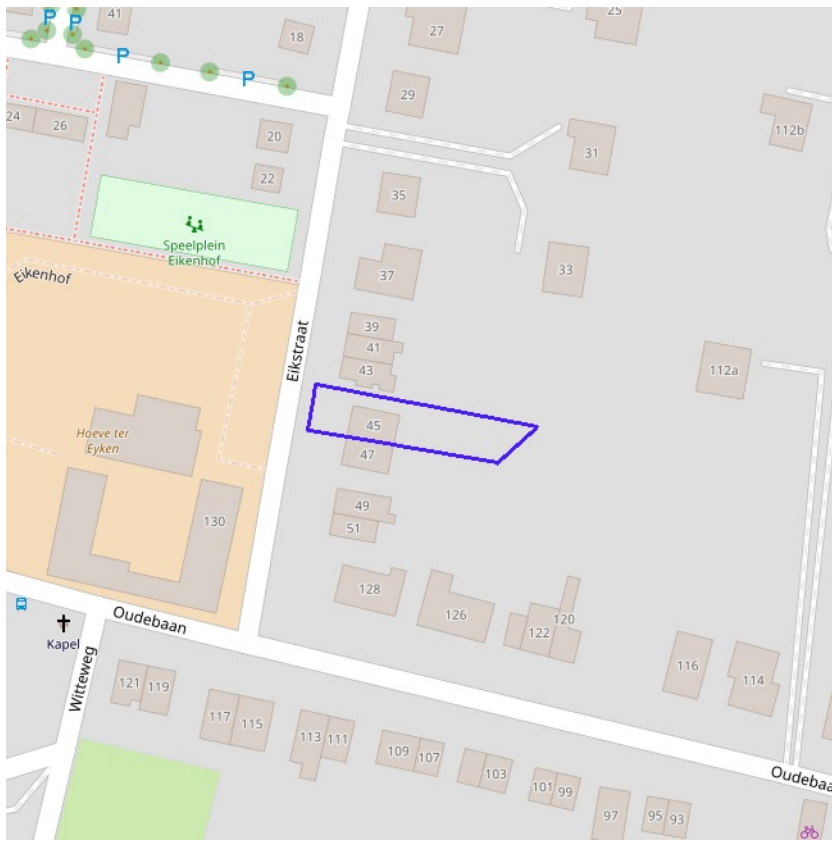 P
P
41
18
27
25
P
P
29
24
26
20
31
112b
22
35
Speelplein
Eikenhof
37
33
Eikenhof
39
41
43
Eikstraat
112a
45
47
Hoeve ter
Eyken
49
51
130
128
126
120
122
Oudebaan
Kapel
Witteweg
116
114
121
119
117
115
113
111
109
107
103
101
99
97
95
93
Oudebaa